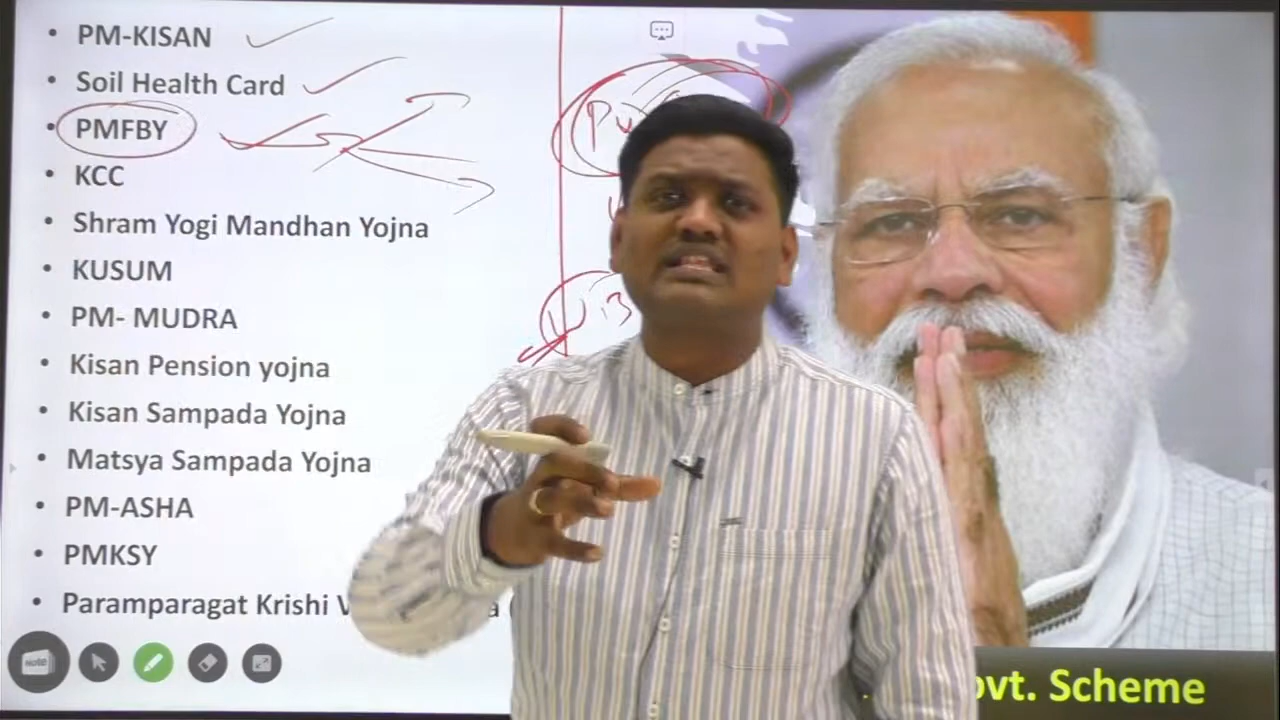 PM-KISAN
Soil Health Card
PMFBY
KCC
Shram Yogi Mandhan Yojna
KUSUM
PM- MUDRA
Kisan Pension yojna
Kisan Sampada Yojna
Matsya Sampada Yojna
PM-ASHA
PMKSY
Paramparagat Krishi
Note
Scheme